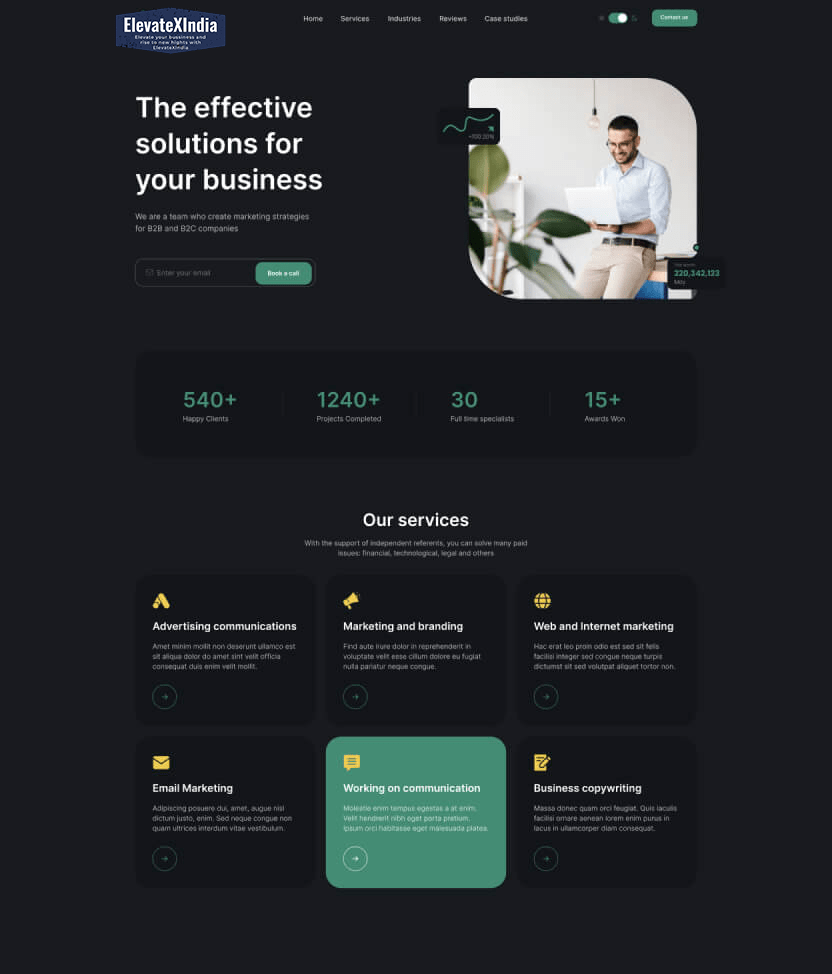 ElevateXIndia
Elevate your bussiness and
rise to new hights with
ElevateXIndia
Home Services Industries Reviews Case studies
Contact us
The effective
solutions for
your business
We are a team who create marketing strategies
for B2B and B2C companies
Enter your email
Book a call
+100.20%
220,342,123
May
540+
Happy Clients
1240+
Projects Completed
30
Full time specialists
15+
Awards Won
Our services
With the support of independent referents, you can solve many paid
issues: financial, technological, legal and others
Advertising communications
Amet minim mollit non deserunt ullamco est
sit aliqua dolor do amet sint velit officia
consequat duis enim velit mollit.
Marketing and branding
Find aute irure dolor in reprehenderit in
voluptate velit esse cillum dolore eu fugiat
nulla pariatur neque congue.
Web and Internet marketing
Hac erat leo proin odio est sed sit felis
facilisi integer sed congue neque turpis
dictumst sit sed volutpat aliquet tortor non.
Email Marketing
Adipiscing posuere dui, amet, augue nisl
dictum justo, enim. Sed neque congue non
quam ultrices interdum vitae vestibulum.
Working on communication
Molestie enim tempus egestas a at enim.
Velit hendrerit nibh eget porta pretium.
Ipsum orci habitasse eget malesuada platea.
Business copywriting
Massa donec quam orci feugiat. Quis iaculis
facilisi ornare aenean lorem enim purus in
lacus in ullamcorper diam consequat.